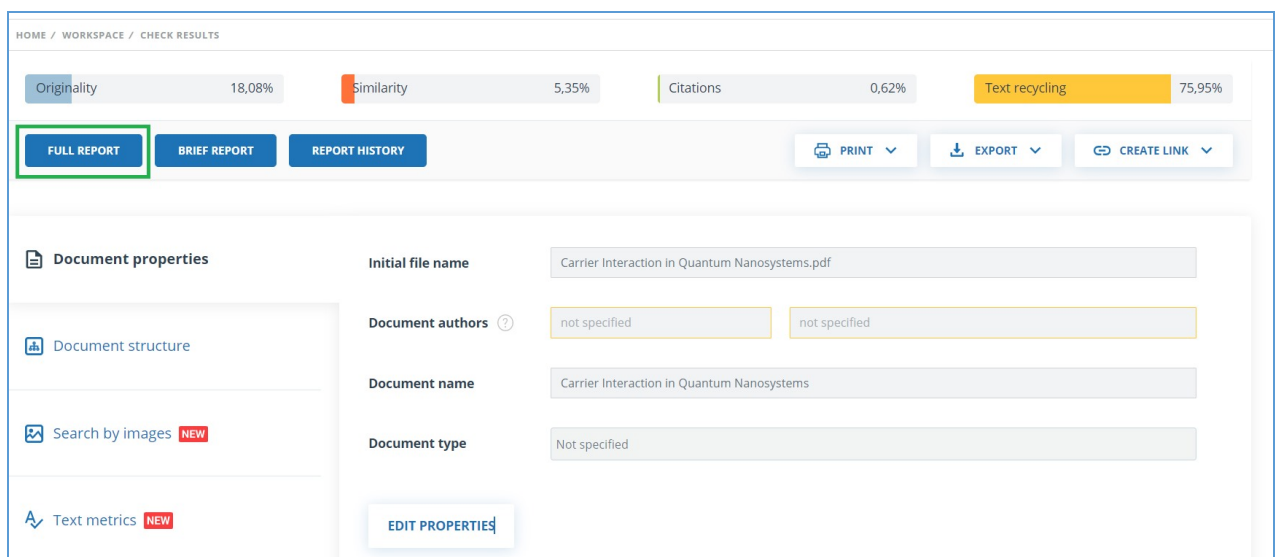 HOME / WORKSPACE / CHECK RESULTS
Originality 18,08% Similarity 5,35% Citations 0,62% Text recycling 75,95%
FULL REPORT BRIEF REPORT REPORT HISTORY PRINT EXPORT CREATE LINK
Document properties
Document structure
Search by images NEW
Text metrics NEW
Initial file name Carrier Interaction in Quantum Nanosystems.pdf
Document authors ? not specified not specified
Document name Carrier Interaction in Quantum Nanosystems
Document type Not specified
EDIT PROPERTIES